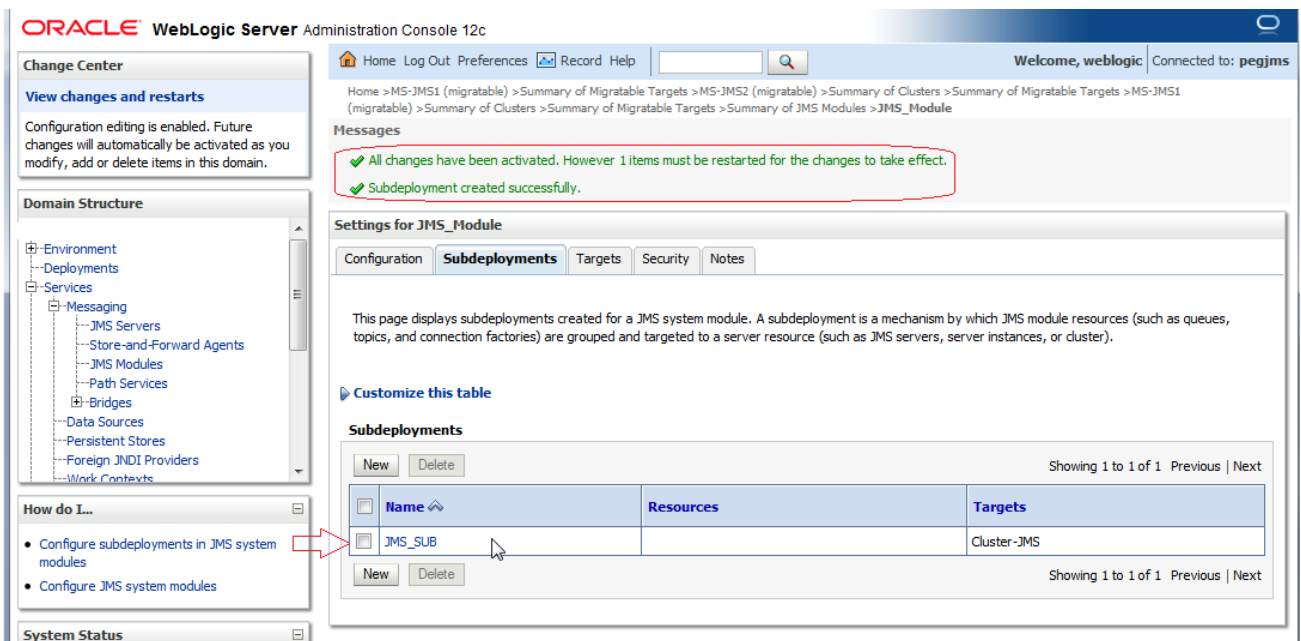 ORACLE WebLogic Server Administration Console 12c
Change Center
View changes and restarts
Configuration editing is enabled. Future
changes will automatically be activated as you
modify, add or delete items in this domain.
Domain Structure
Environment
Deployments
Services
Messaging
JMS Servers
Store-and-Forward Agents
JMS Modules
Path Services
Bridges
Data Sources
Persistent Stores
Foreign JNDI Providers
Work Contexts
How do I...
Configure subdeployments in JMS system
modules
Configure JMS system modules
System Status
Home Log Out Preferences Record Help
Welcome, weblogic Connected to: pegjms
Home >MS-JMS1 (migratable) >Summary of Migratable Targets >MS-JMS2 (migratable) >Summary of Clusters >Summary of Migratable Targets >MS-JMS1
(migratable) >Summary of Clusters >Summary of Migratable Targets >Summary of JMS Modules >JMS_Module
Messages
All changes have been activated. However 1 items must be restarted for the changes to take effect.
Subdeployment created successfully.
Settings for JMS_Module
Configuration Subdeployments Targets Security Notes
This page displays subdeployments created for a JMS system module. A subdeployment is a mechanism by which JMS module resources (such as queues,
topics, and connection factories) are grouped and targeted to a server resource (such as JMS servers, server instances, or cluster).
Customize this table
Subdeployments
New Delete Showing 1 to 1 of 1 Previous | Next
Name Resources Targets
JMS_SUB Cluster-JMS
New Delete Showing 1 to 1 of 1 Previous | Next